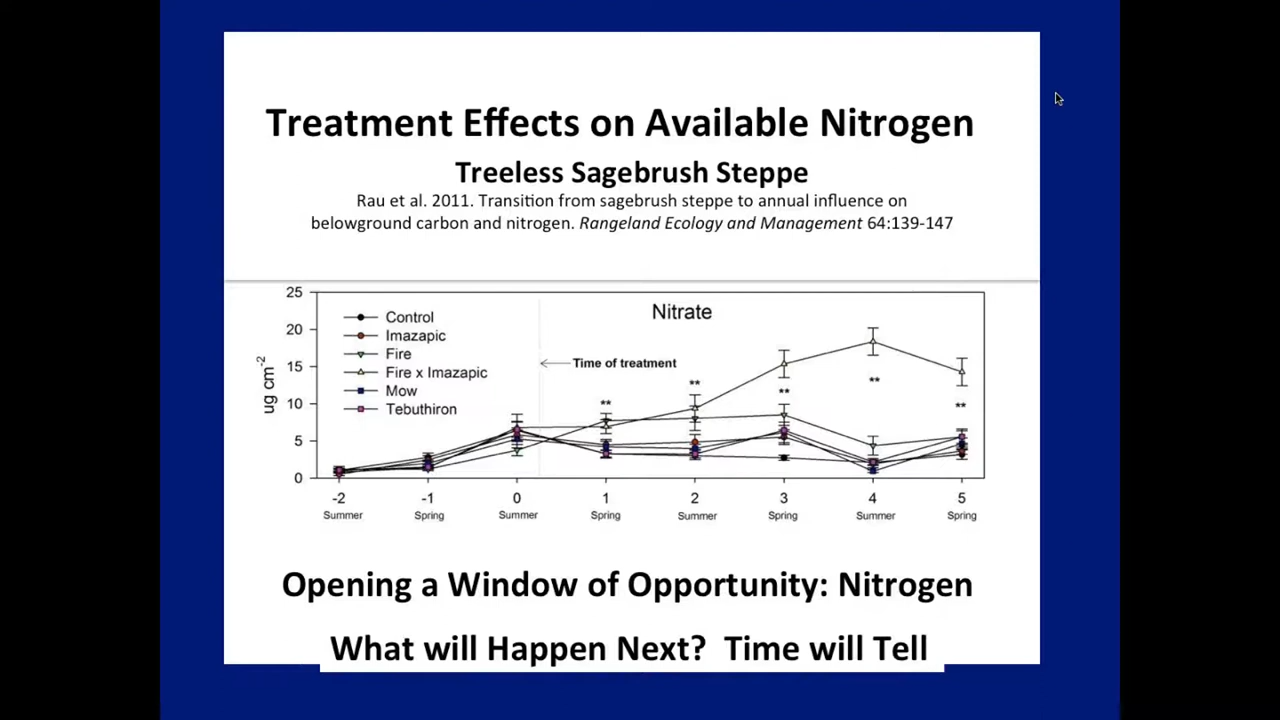 Treatment Effects on Available Nitrogen
Treeless Sagebrush Steppe
Rau et al. 2011. Transition from sagebrush steppe to annual influence on
belowground carbon and nitrogen. Rangeland Ecology and Management 64:139-147
Nitrate
Control
Imazapic
Fire
Fire x Imazapic
Mow
Tebuthiron
Time of treatment
ug cm-2
25
20
15
10
5
0
** ** ** ** **
-2 -1 0 1 2 3 4 5
Summer Spring Summer Spring Summer Spring Summer Spring
Opening a Window of Opportunity: Nitrogen
What will Happen Next? Time will Tell